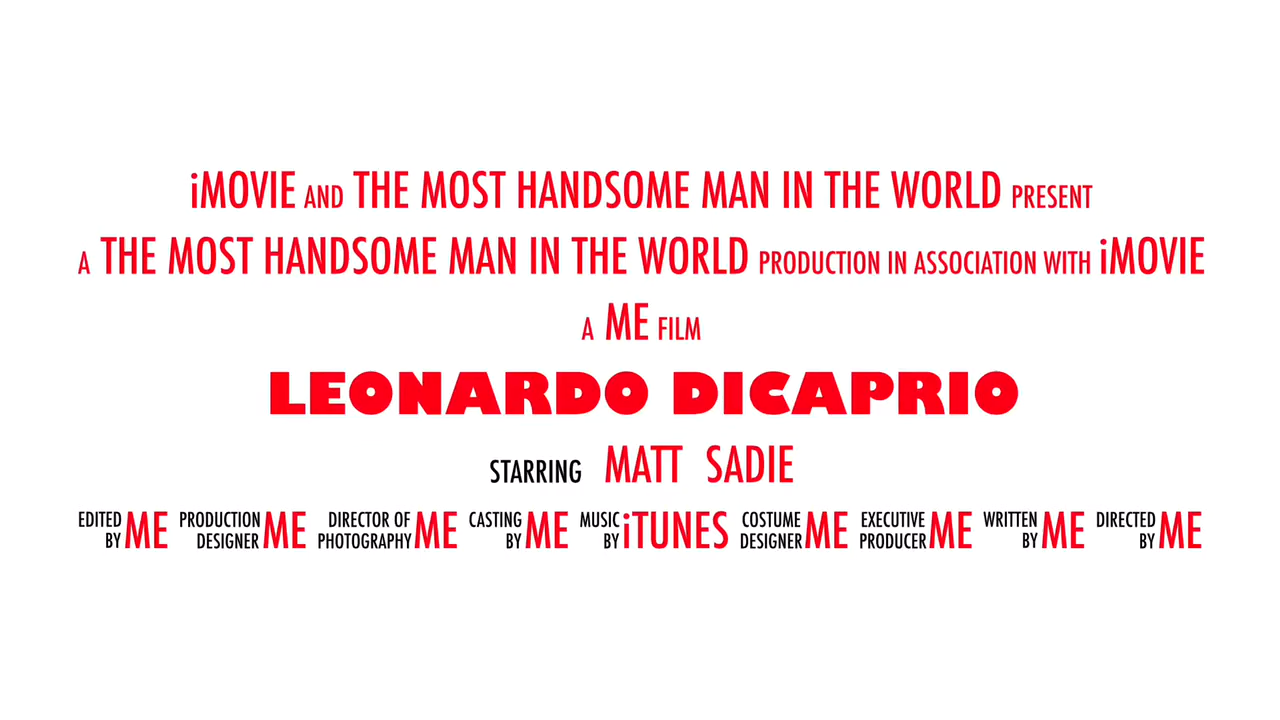 iMOVIE AND THE MOST HANDSOME MAN IN THE WORLD PRESENT
A THE MOST HANDSOME MAN IN THE WORLD PRODUCTION IN ASSOCIATION WITH iMOVIE
A ME FILM
LEONARDO DICAPRIO
STARRING MATT SADIE
EDITED BY ME PRODUCTION DESIGNER ME DIRECTOR OF PHOTOGRAPHY ME CASTING BY ME MUSIC BY iTUNES COSTUME DESIGNER ME EXECUTIVE PRODUCER ME WRITTEN BY ME DIRECTED BY ME